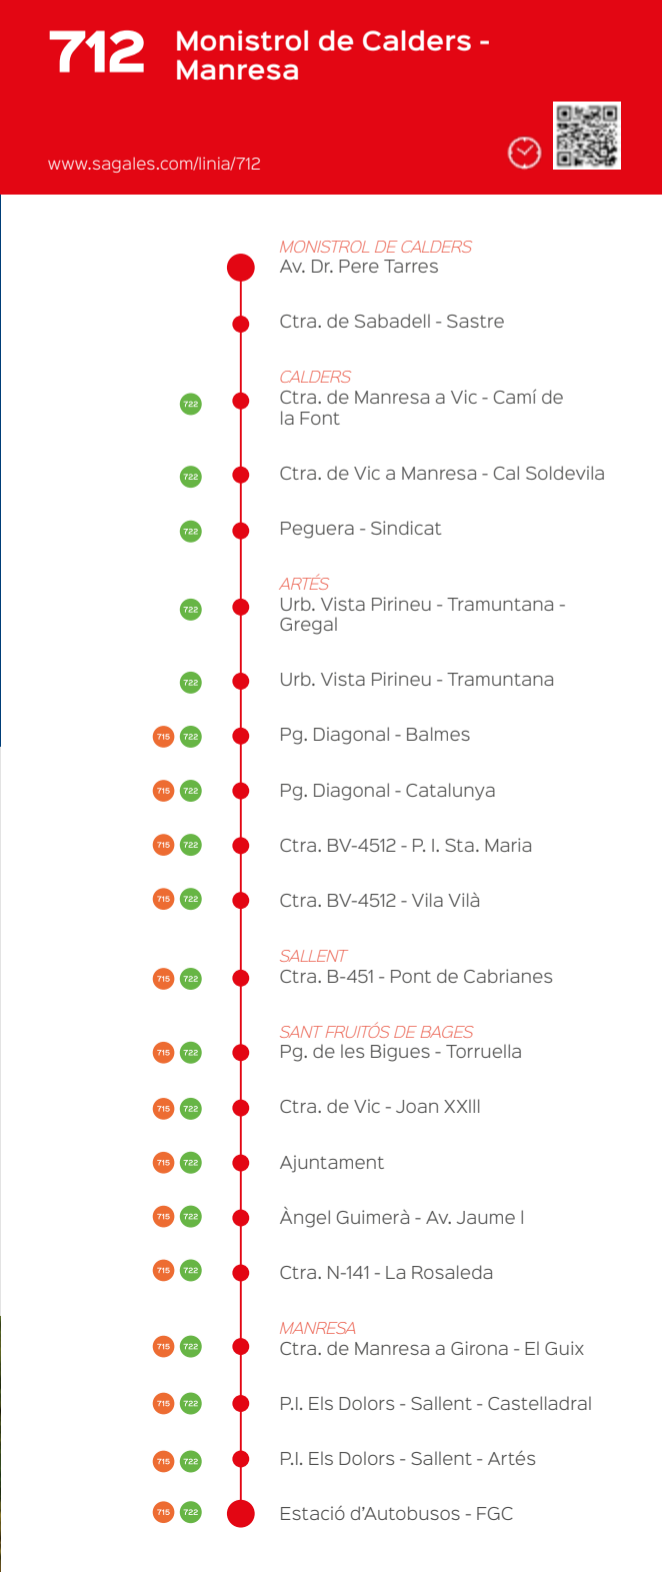 712
Monistrol de Calders -
Manresa
www.sagales.com/linia/712
MONISTROL DE CALDERS
Av. Dr. Pere Tarres
Ctra. de Sabadell - Sastre
CALDERS
722
Ctra. de Manresa a Vic - Camí de
la Font
722
Ctra. de Vic a Manresa - Cal Soldevila
722
Peguera - Sindicat
ARTÉS
722
Urb. Vista Pirineu - Tramuntana -
Gregal
722
Urb. Vista Pirineu - Tramuntana
715 722
Pg. Diagonal - Balmes
715 722
Pg. Diagonal - Catalunya
715 722
Ctra. BV-4512 - P. I. Sta. Maria
715 722
Ctra. BV-4512 - Vila Vilà
SALLENT
715 722
Ctra. B-451 - Pont de Cabrianes
SANT FRUITÓS DE BAGES
715 722
Pg. de les Bigues - Torruella
715 722
Ctra. de Vic - Joan XXlll
715 722
Ajuntament
715 722
Àngel Guimerà - Av. Jaume I
715 722
Ctra. N-141 - La Rosaleda
MANRESA
715 722
Ctra. de Manresa a Girona - El Guix
715 722
P.I. Els Dolors - Sallent - Castelladral
715 722
P.I. Els Dolors - Sallent - Artés
715 722
Estació d'Autobusos - FGC